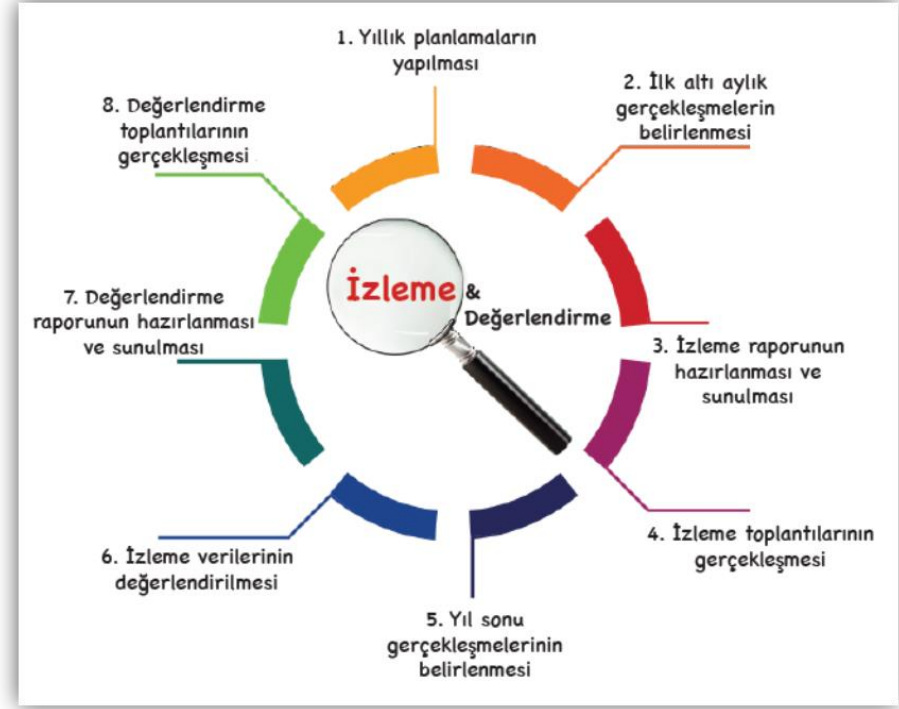 1. Yıllık planlamaların
yapılması
2. İlk altı aylık
gerçekleşmelerin
belirlenmesi
3. İzleme raporunun
hazırlanması ve
sunulması
4. İzleme toplantılarının
gerçekleşmesi
5. Yıl sonu
gerçekleşmelerinin
belirlenmesi
6. İzleme verilerinin
değerlendirilmesi
7. Değerlendirme
raporunun hazırlanması
ve sunulması
8. Değerlendirme
toplantılarının
gerçekleşmesi
İzleme &
Değerlendirme